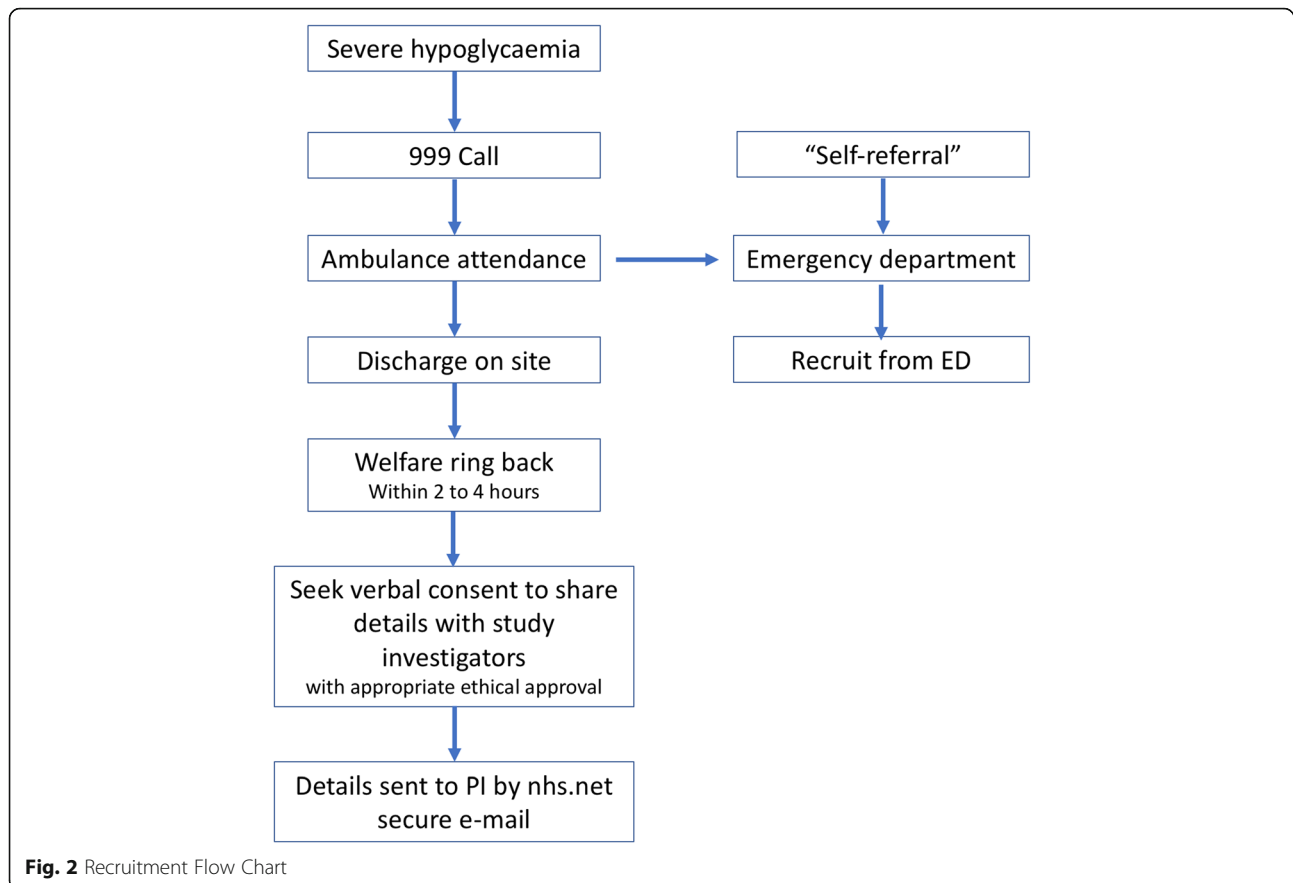 Severe hypoglycaemia
999 Call
Ambulance attendance
Discharge on site
Welfare ring back
Within 2 to 4 hours
Seek verbal consent to share
details with study
investigators
with appropriate ethical approval
Details sent to PI by nhs.net
secure e-mail
“Self-referral”
Emergency department
Recruit from ED
Fig. 2 Recruitment Flow Chart